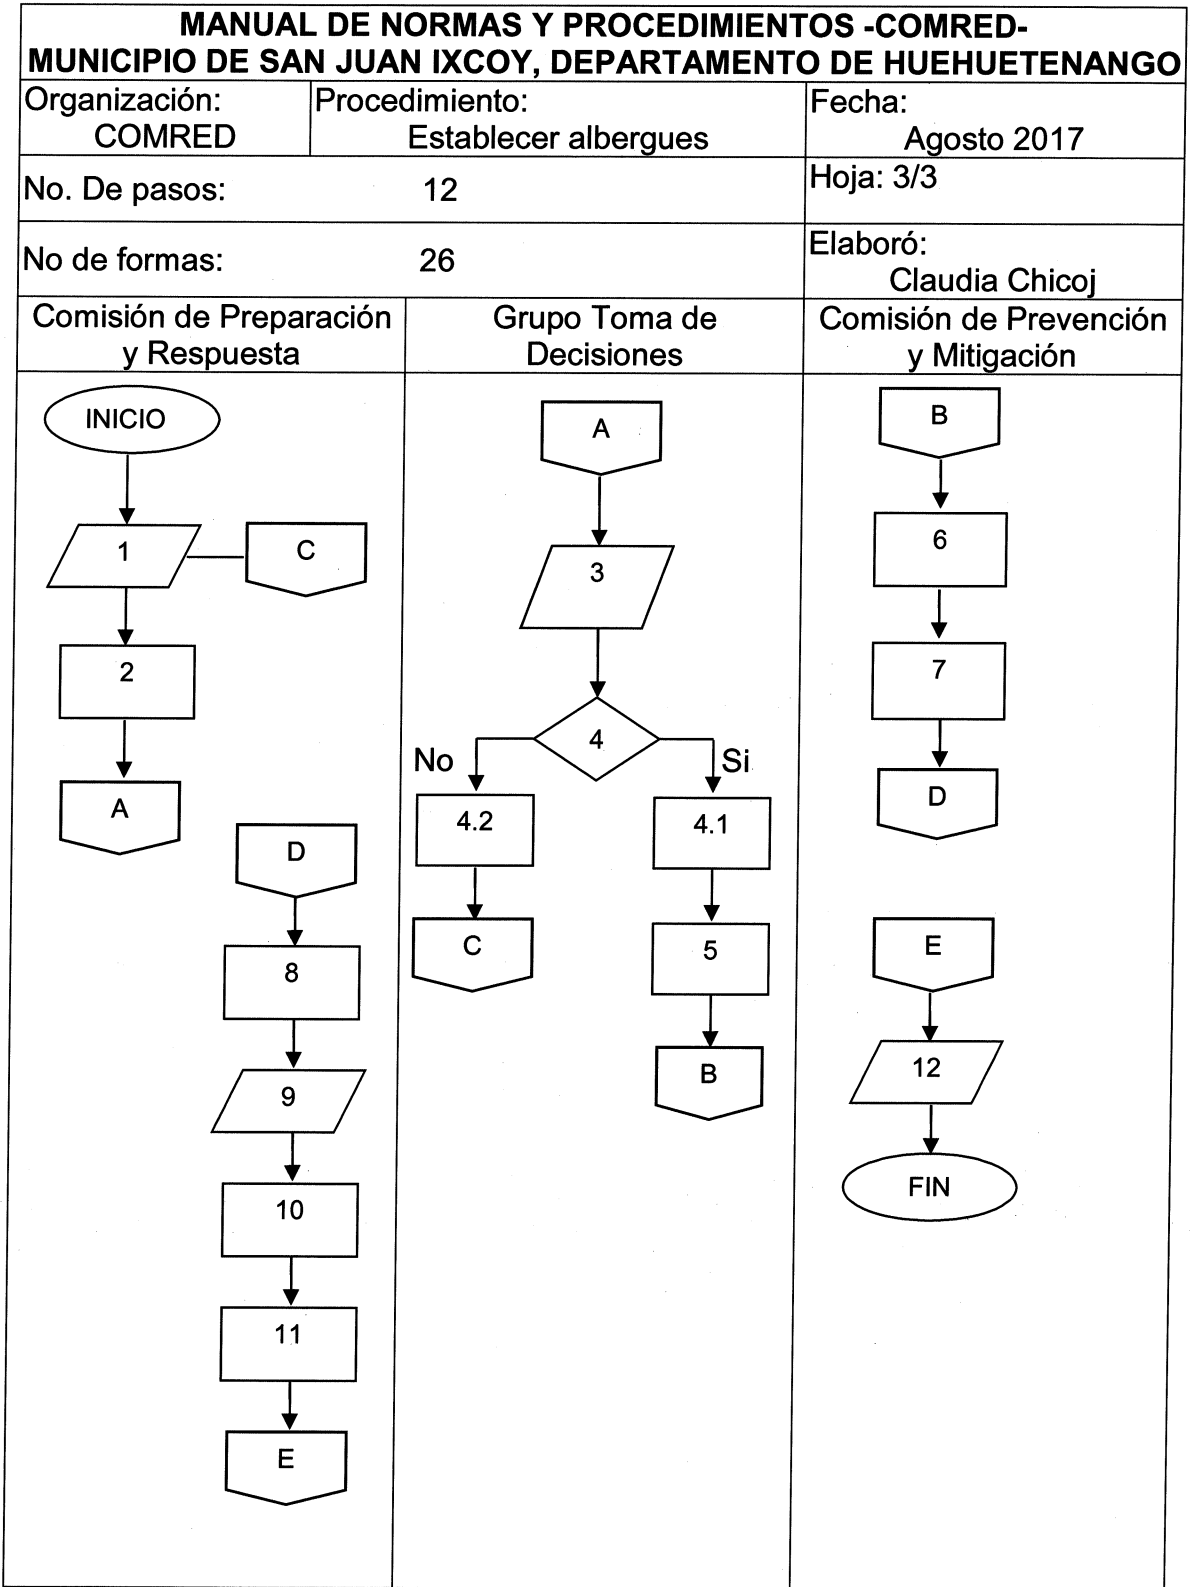 MANUAL DE NORMAS Y PROCEDIMIENTOS -COMRED-
MUNICIPIO DE SAN JUAN IXCOY, DEPARTAMENTO DE HUEHUETENANGO
Organización:
COMRED
Procedimiento:
Establecer albergues
Fecha:
Agosto 2017
No. De pasos: 12
Hoja: 3/3
No de formas: 26
Elaboró:
Claudia Chicoj
Comisión de Preparación
y Respuesta
Grupo Toma de
Decisiones
Comisión de Prevención
y Mitigación
INICIO
1
C
2
A
D
8
9
10
11
E
A
3
4
No
Si
4.2
4.1
C
5
B
B
6
7
D
E
12
FIN